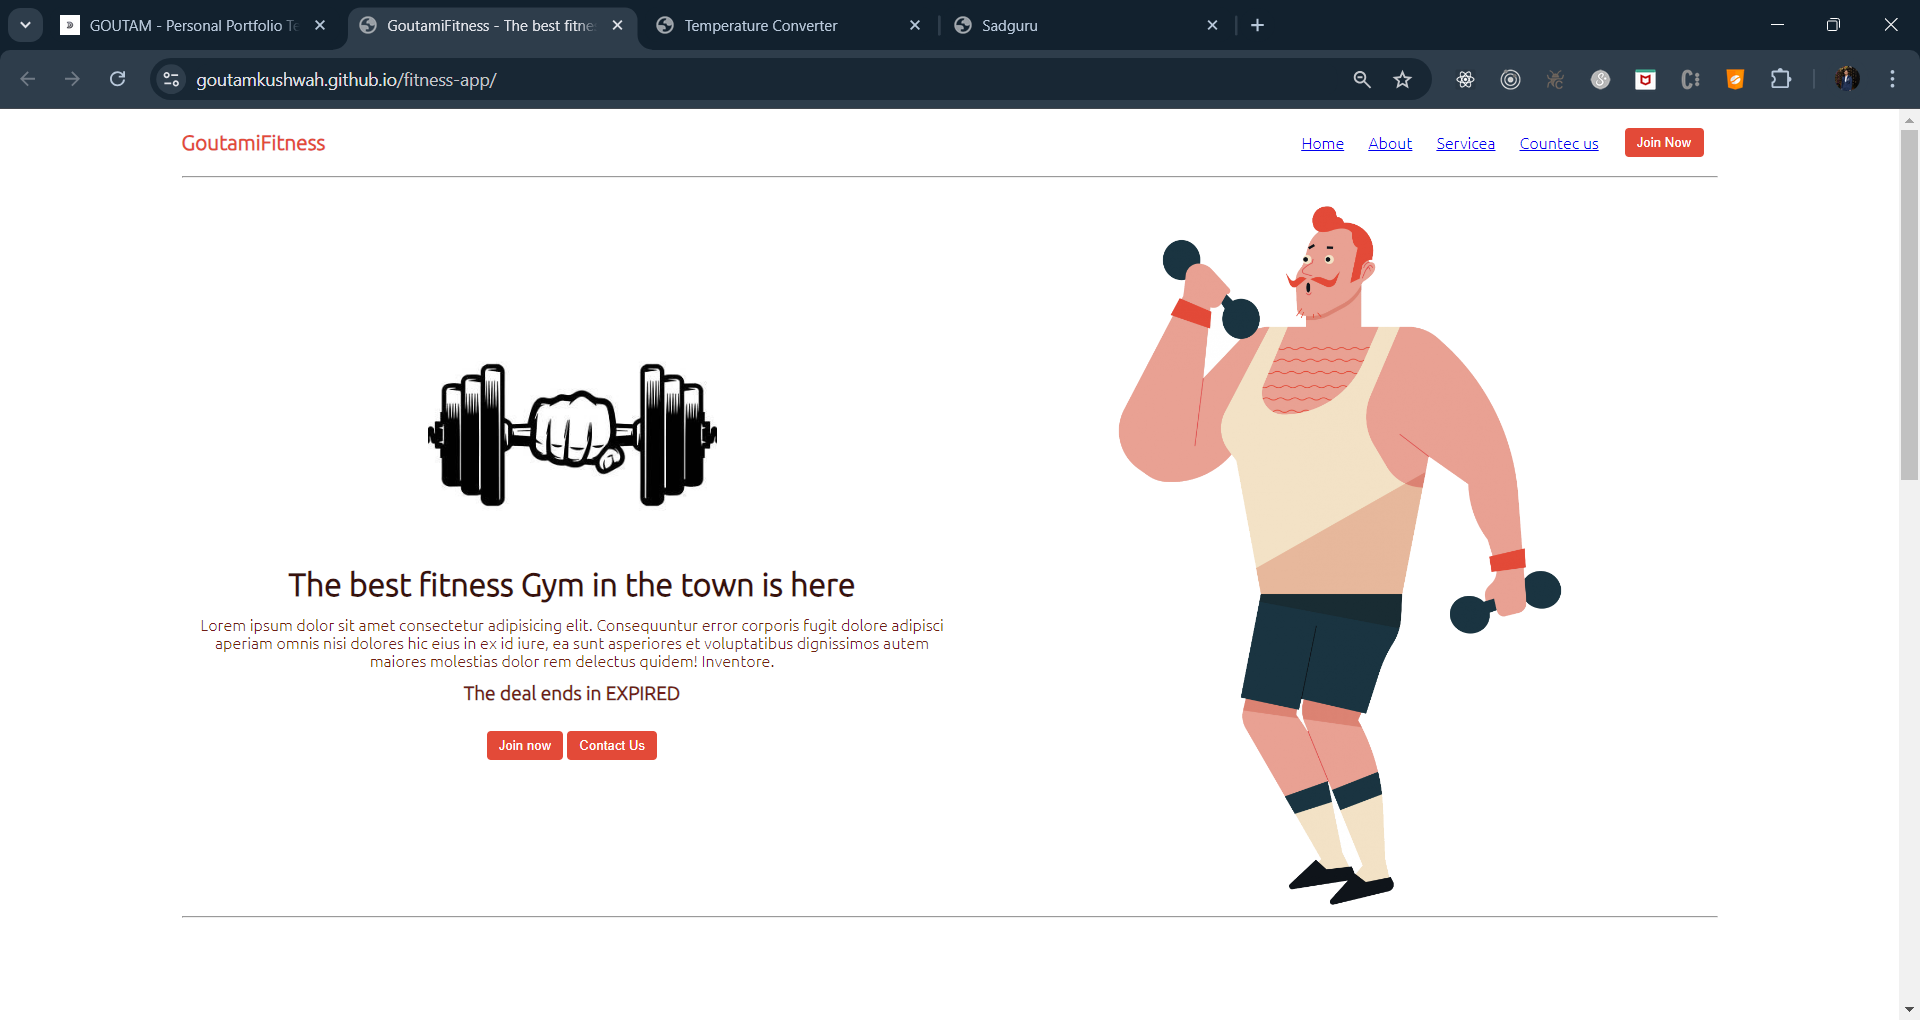 GOUTAM - Personal Portfolio Te
GoutamiFitness - The best fitne
Temperature Converter
Sadguru
goutamkushwah.github.io/fitness-app/
GoutamiFitness
Home About Servicea Countec us Join Now
The best fitness Gym in the town is here
Lorem ipsum dolor sit amet consectetur adipisicing elit. Consequuntur error corporis fugit dolore adipisci
aperiam omnis nisi dolores hic eius in ex id iure, ea sunt asperiores et voluptatibus dignissimos autem
maiores molestias dolor rem delectus quidem! Inventore.
The deal ends in EXPIRED
Join now Contact Us